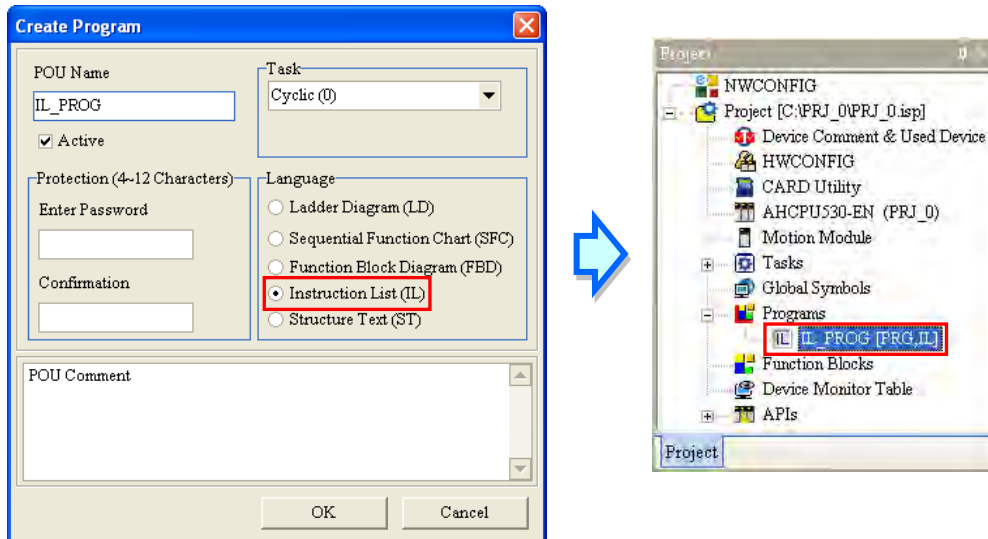 Create Program
POU Name
IL_PROG
Active
Task
Cyclic (0)
Protection (4~12 Characters)
Enter Password
Confirmation
Language
Ladder Diagram (LD)
Sequential Function Chart (SFC)
Function Block Diagram (FBD)
Instruction List (IL)
Structure Text (ST)
POU Comment
OK
Cancel
Project
NWCONFIG
Project [C:\PRJ_0\PRJ_0.isp]
Device Comment & Used Device
HWCONFIG
CARD Utility
AHCPU530-EN (PRJ_0)
Motion Module
Tasks
Global Symbols
Programs
IL IL_PROG [PRG,IL]
Function Blocks
Device Monitor Table
APIs
Project